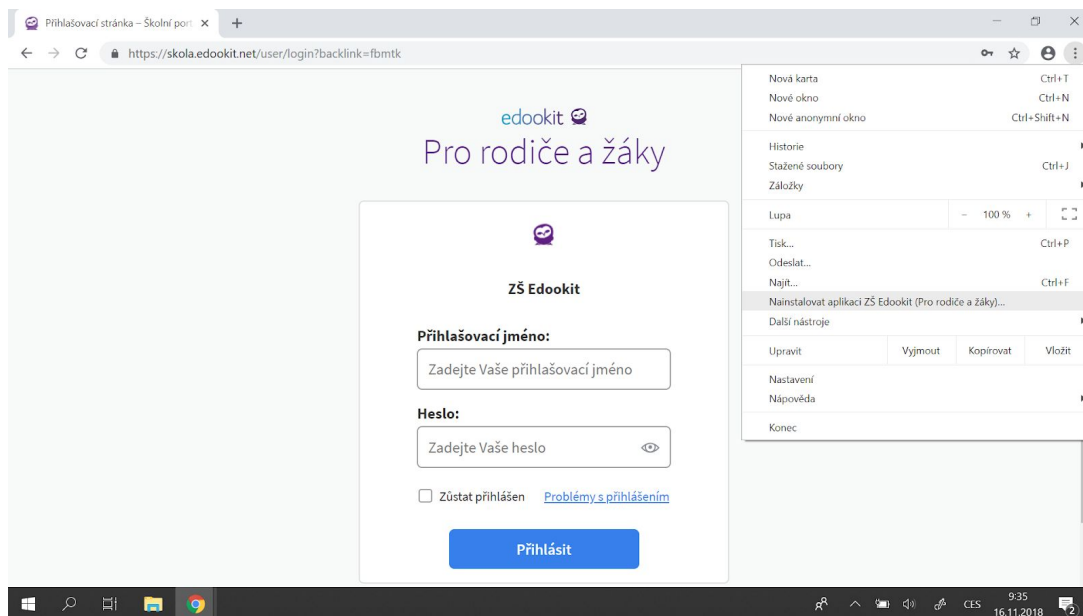 Přihlašovací stránka – Školní port
https://skola.edookit.net/user/login?backlink=fbmtk
edookit
Pro rodiče a žáky
ZŠ Edookit
Přihlašovací jméno:
Zadejte Vaše přihlašovací jméno
Heslo:
Zadejte Vaše heslo
Zůstat přihlášen Problémy s přihlášením
Přihlásit
Nová karta Ctrl+T
Nové okno Ctrl+N
Nové anonymní okno Ctrl+Shift+N
Historie
Stažené soubory Ctrl+J
Záložky
Lupa - 100 % +
Tisk... Ctrl+P
Odeslat...
Najít... Ctrl+F
Nainstalovat aplikaci ZŠ Edookit (Pro rodiče a žáky)...
Další nástroje
Upravit Vyjmout Kopírovat Vložit
Nastavení
Nápověda
Konec
CES
9:35
16.11.2018
2